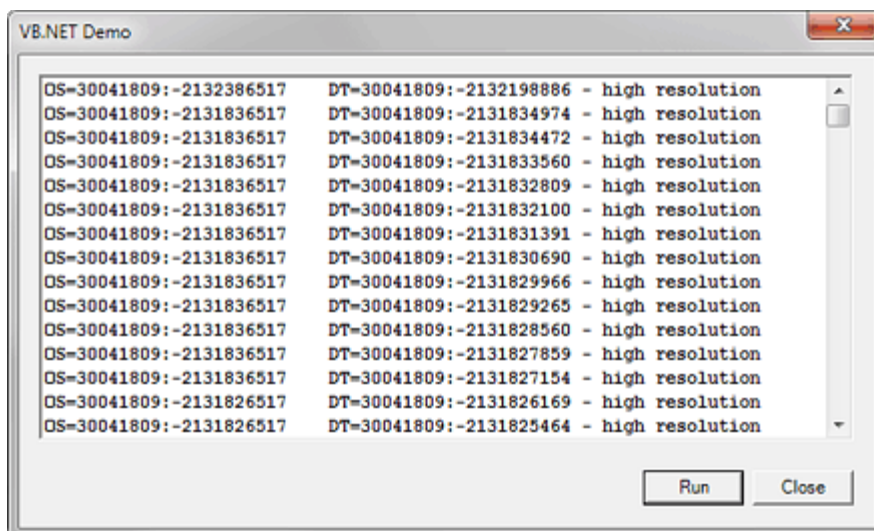 VB.NET Demo
OS=30041809:-2132386517 DT=30041809:-2132198886 - high resolution
OS=30041809:-2131836517 DT=30041809:-2131834974 - high resolution
OS=30041809:-2131836517 DT=30041809:-2131834472 - high resolution
OS=30041809:-2131836517 DT=30041809:-2131833560 - high resolution
OS=30041809:-2131836517 DT=30041809:-2131832809 - high resolution
OS=30041809:-2131836517 DT=30041809:-2131832100 - high resolution
OS=30041809:-2131836517 DT=30041809:-2131831391 - high resolution
OS=30041809:-2131836517 DT=30041809:-2131830690 - high resolution
OS=30041809:-2131836517 DT=30041809:-2131829966 - high resolution
OS=30041809:-2131836517 DT=30041809:-2131829265 - high resolution
OS=30041809:-2131836517 DT=30041809:-2131828560 - high resolution
OS=30041809:-2131836517 DT=30041809:-2131827859 - high resolution
OS=30041809:-2131836517 DT=30041809:-2131827154 - high resolution
OS=30041809:-2131826517 DT=30041809:-2131826169 - high resolution
OS=30041809:-2131826517 DT=30041809:-2131825464 - high resolution
Run Close